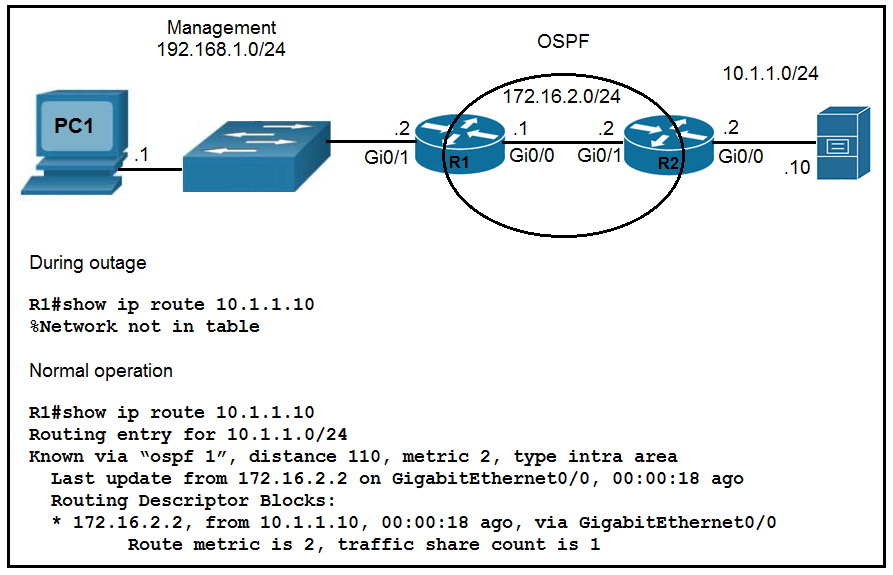 Management
192.168.1.0/24
OSPF
10.1.1.0/24
172.16.2.0/24
PC1
.1
.2
Gi0/1
R1
.1
Gi0/0
.2
Gi0/1
R2
.2
Gi0/0
.10
During outage
R1#show ip route 10.1.1.10
%Network not in table
Normal operation
R1#show ip route 10.1.1.10
Routing entry for 10.1.1.0/24
Known via “ospf 1”, distance 110, metric 2, type intra area
Last update from 172.16.2.2 on GigabitEthernet0/0, 00:00:18 ago
Routing Descriptor Blocks:
* 172.16.2.2, from 10.1.1.10, 00:00:18 ago, via GigabitEthernet0/0
Route metric is 2, traffic share count is 1